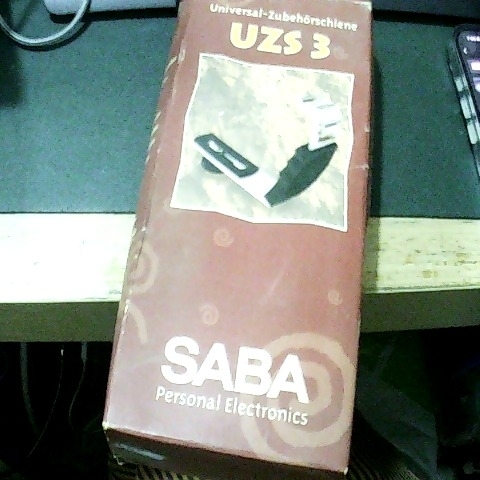 Universal-Zubehörschiene
UZS 3
SABA
Personal Electronics